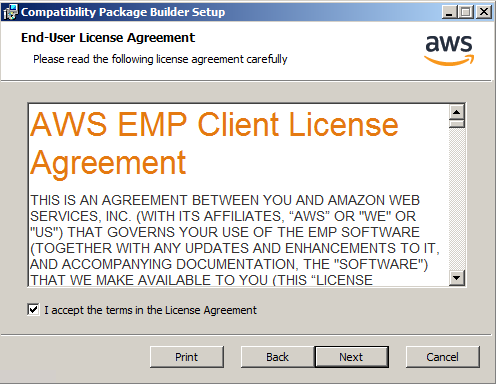 Compatibility Package Builder Setup
End-User License Agreement
Please read the following license agreement carefully
aws
AWS EMP Client License
Agreement
THIS IS AN AGREEMENT BETWEEN YOU AND AMAZON WEB
SERVICES, INC. (WITH ITS AFFILIATES, “AWS” OR "WE" OR
"US") THAT GOVERNS YOUR USE OF THE EMP SOFTWARE
(TOGETHER WITH ANY UPDATES AND ENHANCEMENTS TO IT,
AND ACCOMPANYING DOCUMENTATION, THE "SOFTWARE")
THAT WE MAKE AVAILABLE TO YOU (THIS “LICENSE
I accept the terms in the License Agreement
Print
Back
Next
Cancel